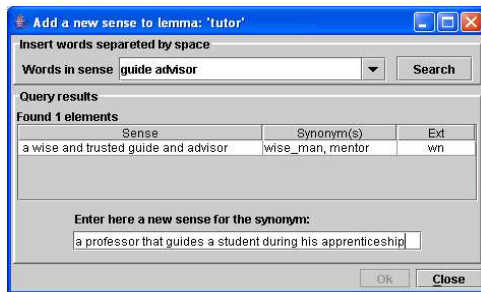 Add a new sense to lemma: 'tutor'
Insert words separeted by space
Words in sense guide advisor Search
Query results
Found 1 elements
Sense Synonym(s) Ext
a wise and trusted guide and advisor wise_man, mentor wn
Enter here a new sense for the synonym:
a professor that guides a student during his apprenticeship
Ok Close